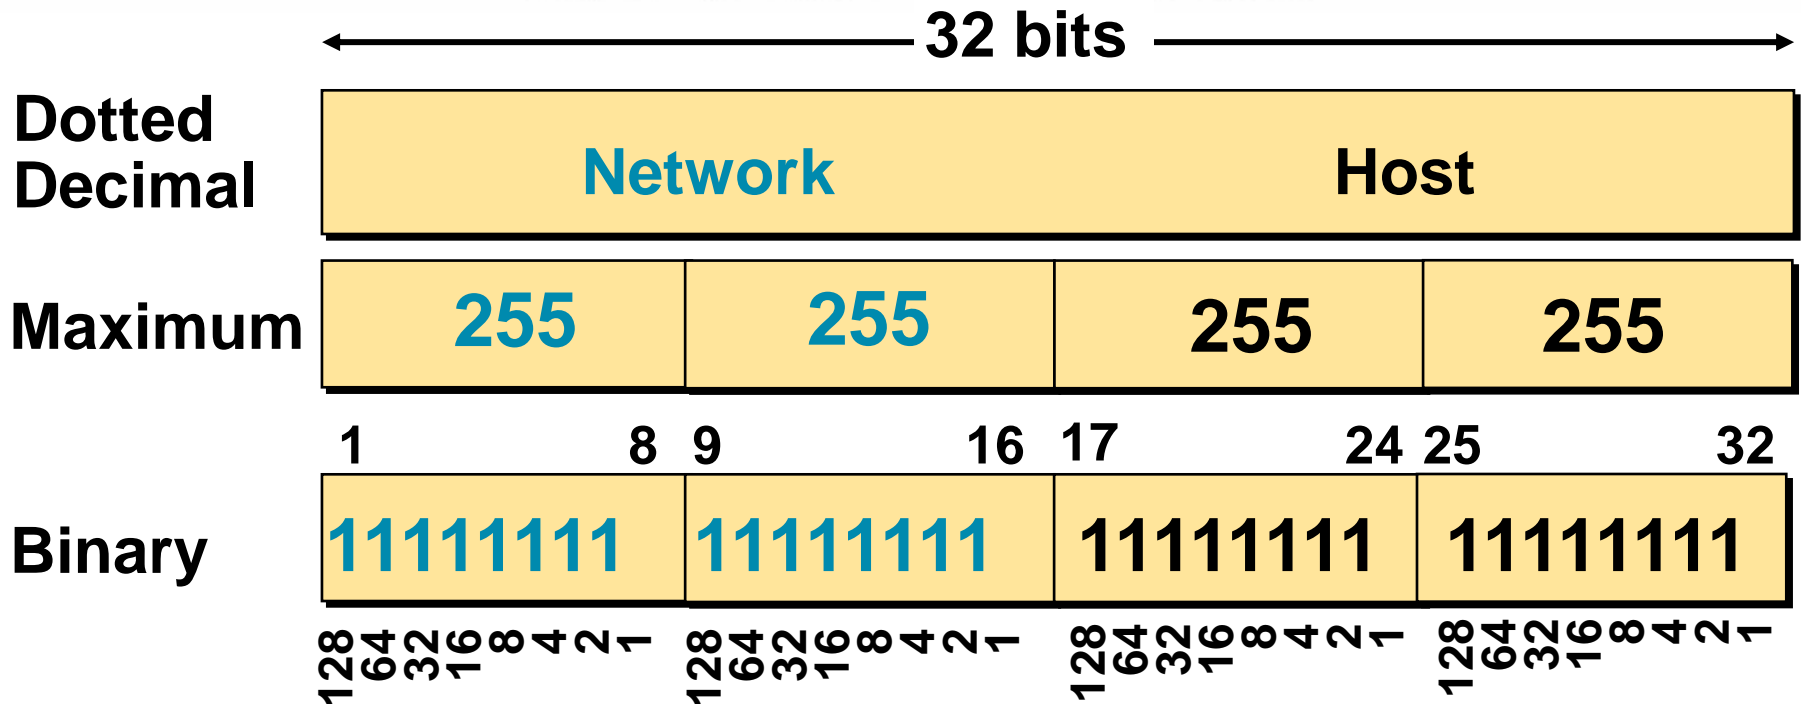 32 bits
Dotted
Decimal
Network Host
Maximum 255 255 255 255
1 8 9 16 17 24 25 32
Binary 11111111 11111111 11111111 11111111
128 64 32 16 8 4 2 1 128 64 32 16 8 4 2 1 128 64 32 16 8 4 2 1 128 64 32 16 8 4 2 1